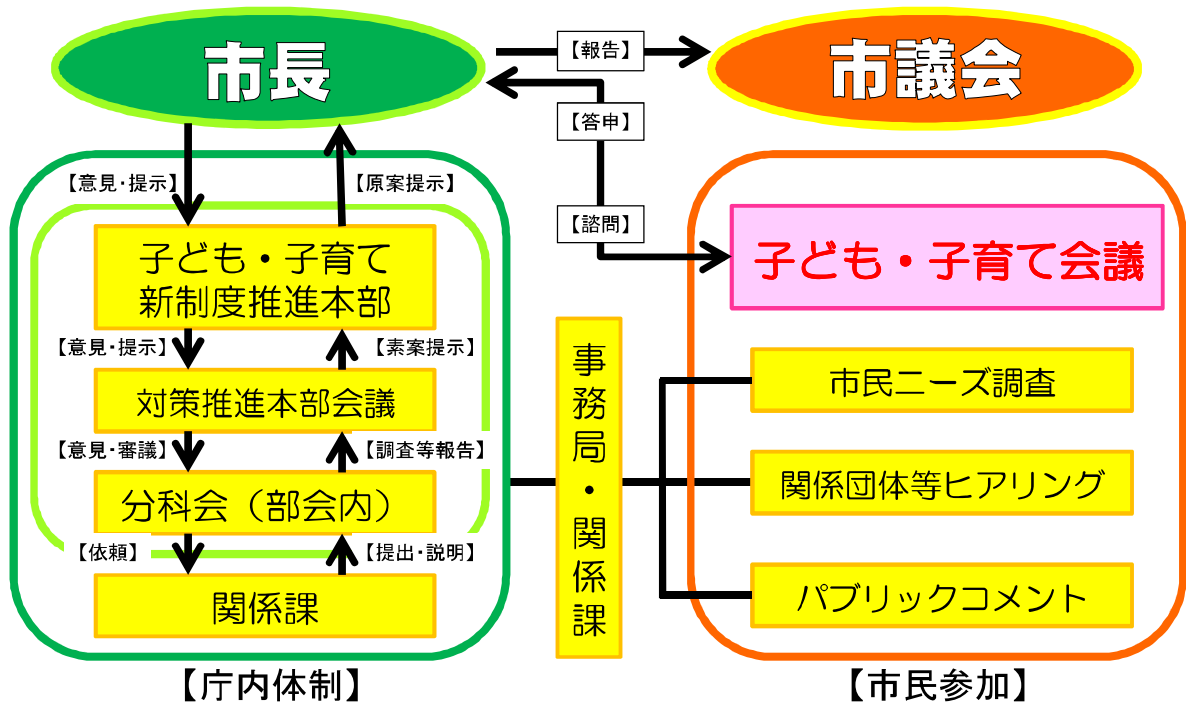 市長
【報告】
市議会
【答申】
【諮問】
【意見・提示】
【原案提示】
子ども・子育て
新制度推進本部
【意見・提示】
【素案提示】
対策推進本部会議
【意見・審議】
【調査等報告】
分科会（部会内）
【依頼】
【提出・説明】
関係課
【庁内体制】
事務局・関係課
子ども・子育て会議
市民ニーズ調査
関係団体等ヒアリング
パブリックコメント
【市民参加】